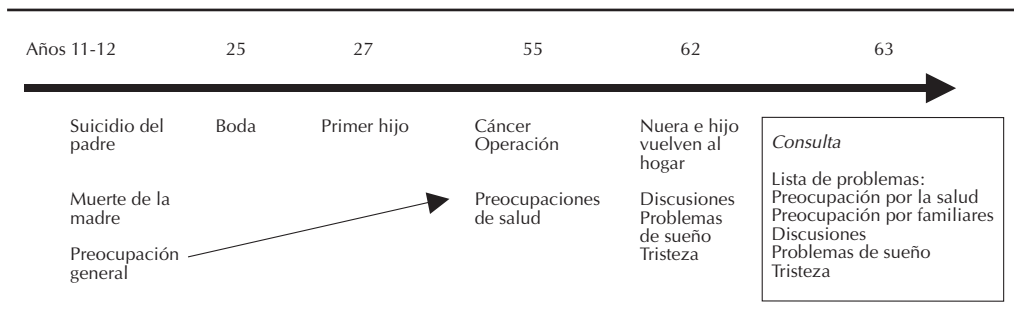 Años 11-12 25 27 55 62 63
Suicidio del
padre
Muerte de la
madre
Preocupación
general
Boda
Primer hijo
Cáncer
Operación
Preocupaciones
de salud
Nuera e hijo
vuelven al
hogar
Discusiones
Problemas
de sueño
Tristeza
Consulta
Lista de problemas:
Preocupación por la salud
Preocupación por familiares
Discusiones
Problemas de sueño
Tristeza